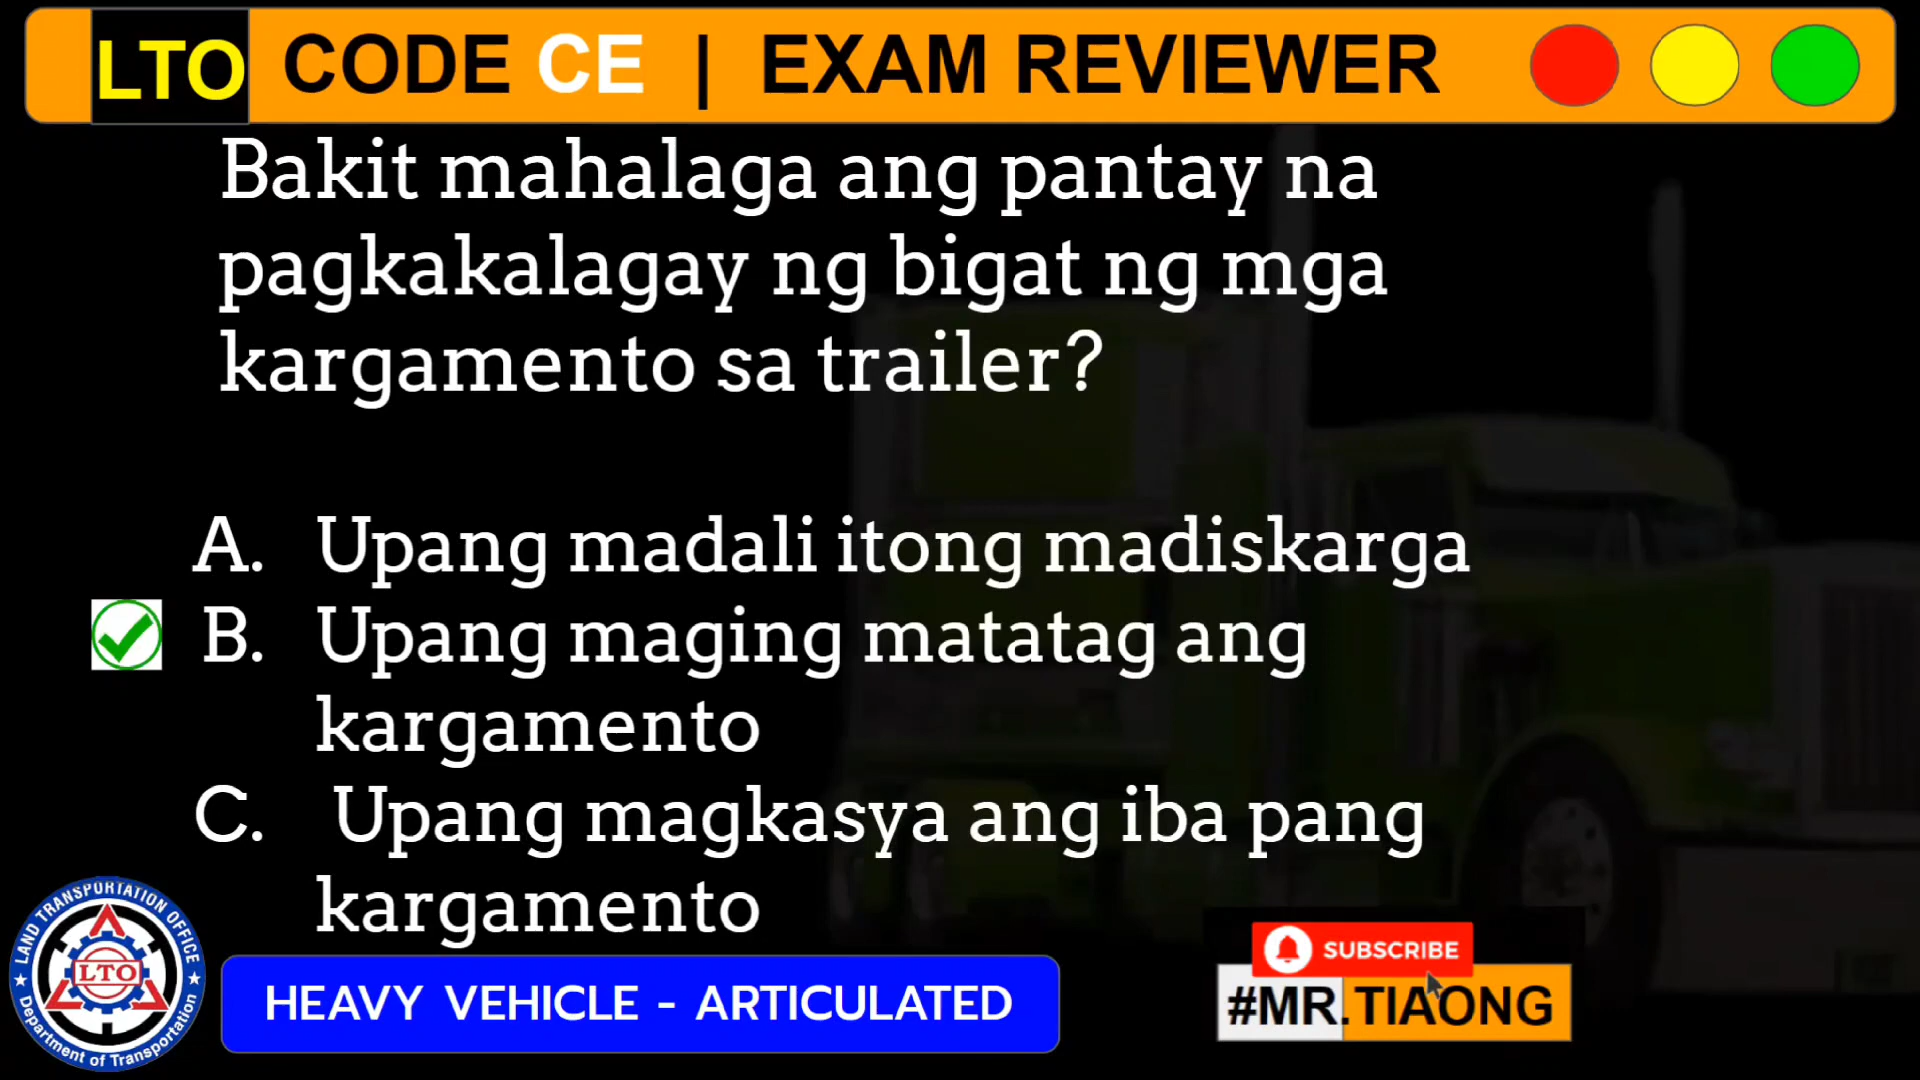 LTO CODE CE | EXAM REVIEWER
Bakit mahalaga ang pantay na
pagkakalagay ng bigat ng mga
kargamento sa trailer?
A. Upang madali itong madiskarga
B. Upang maging matatag ang
kargamento
C. Upang magkasya ang iba pang
kargamento
LAND TRANSPORTATION OFFICE
LTO
Department of Transportation
HEAVY VEHICLE - ARTICULATED
SUBSCRIBE
#MR.TIAONG